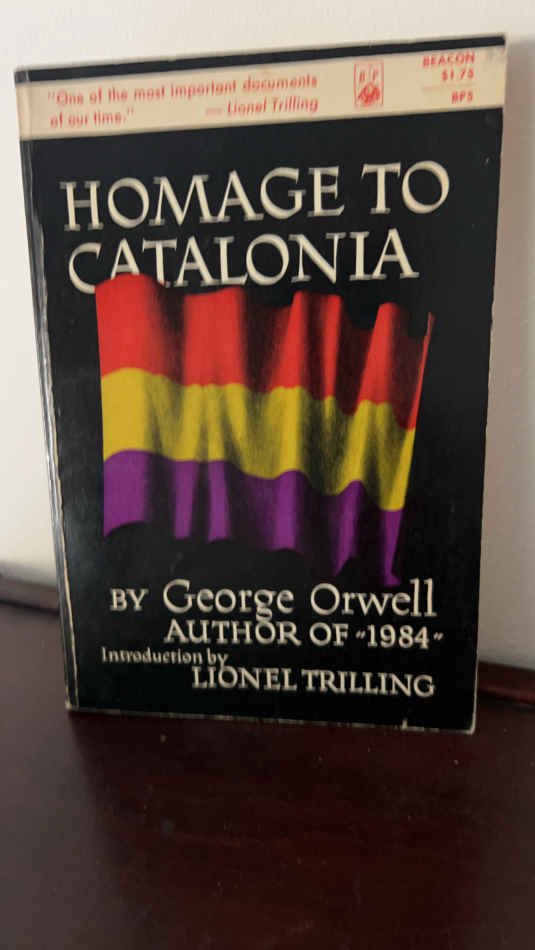 "One of the most important documents
of our time." — Lionel Trilling
B P
BEACON
$1.75
BP5
HOMAGE TO
CATALONIA
BY George Orwell
AUTHOR OF "1984"
Introduction by
LIONEL TRILLING